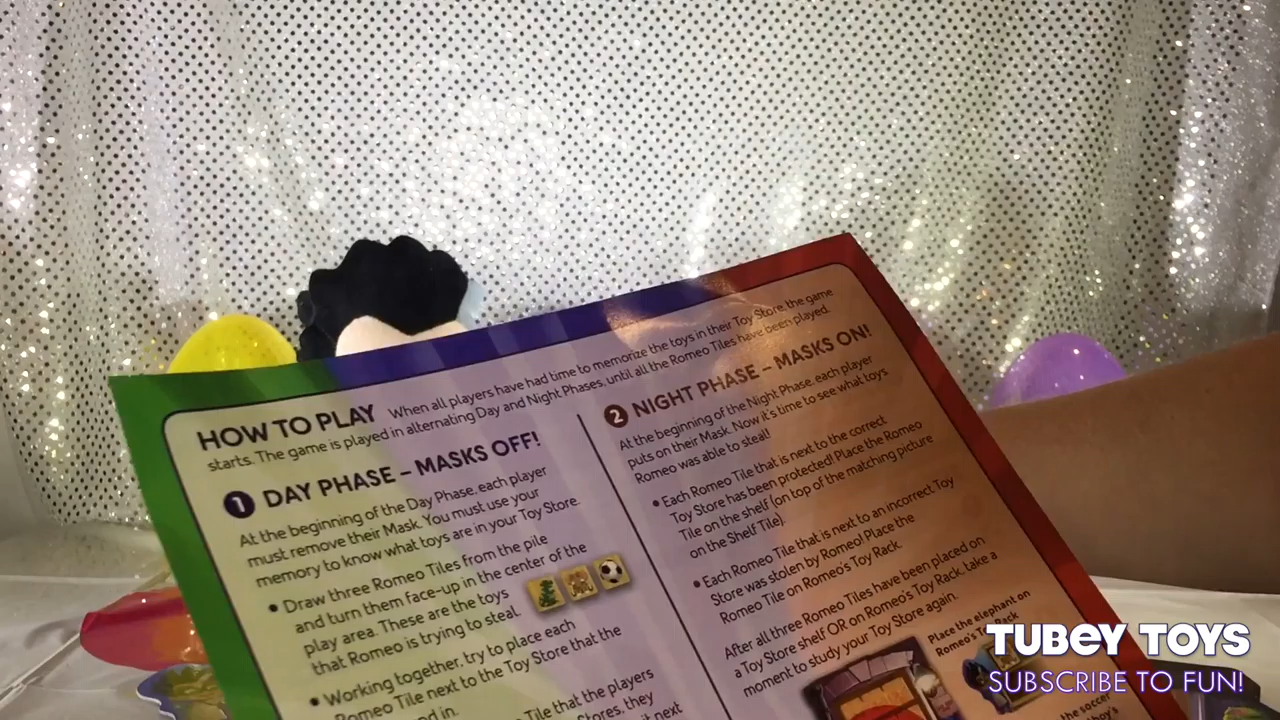 HOW TO PLAY When all players have had time to memorize the toys in their Toy Store the game
starts. The game is played in alternating Day and Night Phases, until all the Romeo Tiles have been played.
1 DAY PHASE – MASKS OFF!
At the beginning of the Day Phase, each player
must remove their Mask. You must use your
memory to know what toys are in your Toy Store.
• Draw three Romeo Tiles from the pile
and turn them face-up in the center of the
play area. These are the toys
that Romeo is trying to steal.
• Working together, try to place each
Romeo Tile next to the Toy Store that the
Tile that the players
Stores, they
it next
2 NIGHT PHASE – MASKS ON!
At the beginning of the Night Phase, each player
puts on their Mask. Now it's time to see what toys
Romeo was able to steal!
• Each Romeo Tile that is next to the correct
Toy Store has been protected! Place the Romeo
Tile on the shelf (on top of the matching picture
on the Shelf Tile).
• Each Romeo Tile that is next to an incorrect Toy
Store was stolen by Romeo! Place the
Romeo Tile on Romeo's Toy Rack.
After all three Romeo Tiles have been placed on
a Toy Store shelf OR on Romeo's Toy Rack, take a
moment to study your Toy Store again.
Place the elephant on
Romeo's Toy Rack
the soccer
TUBEY TOYS
SUBSCRIBE TO FUN!